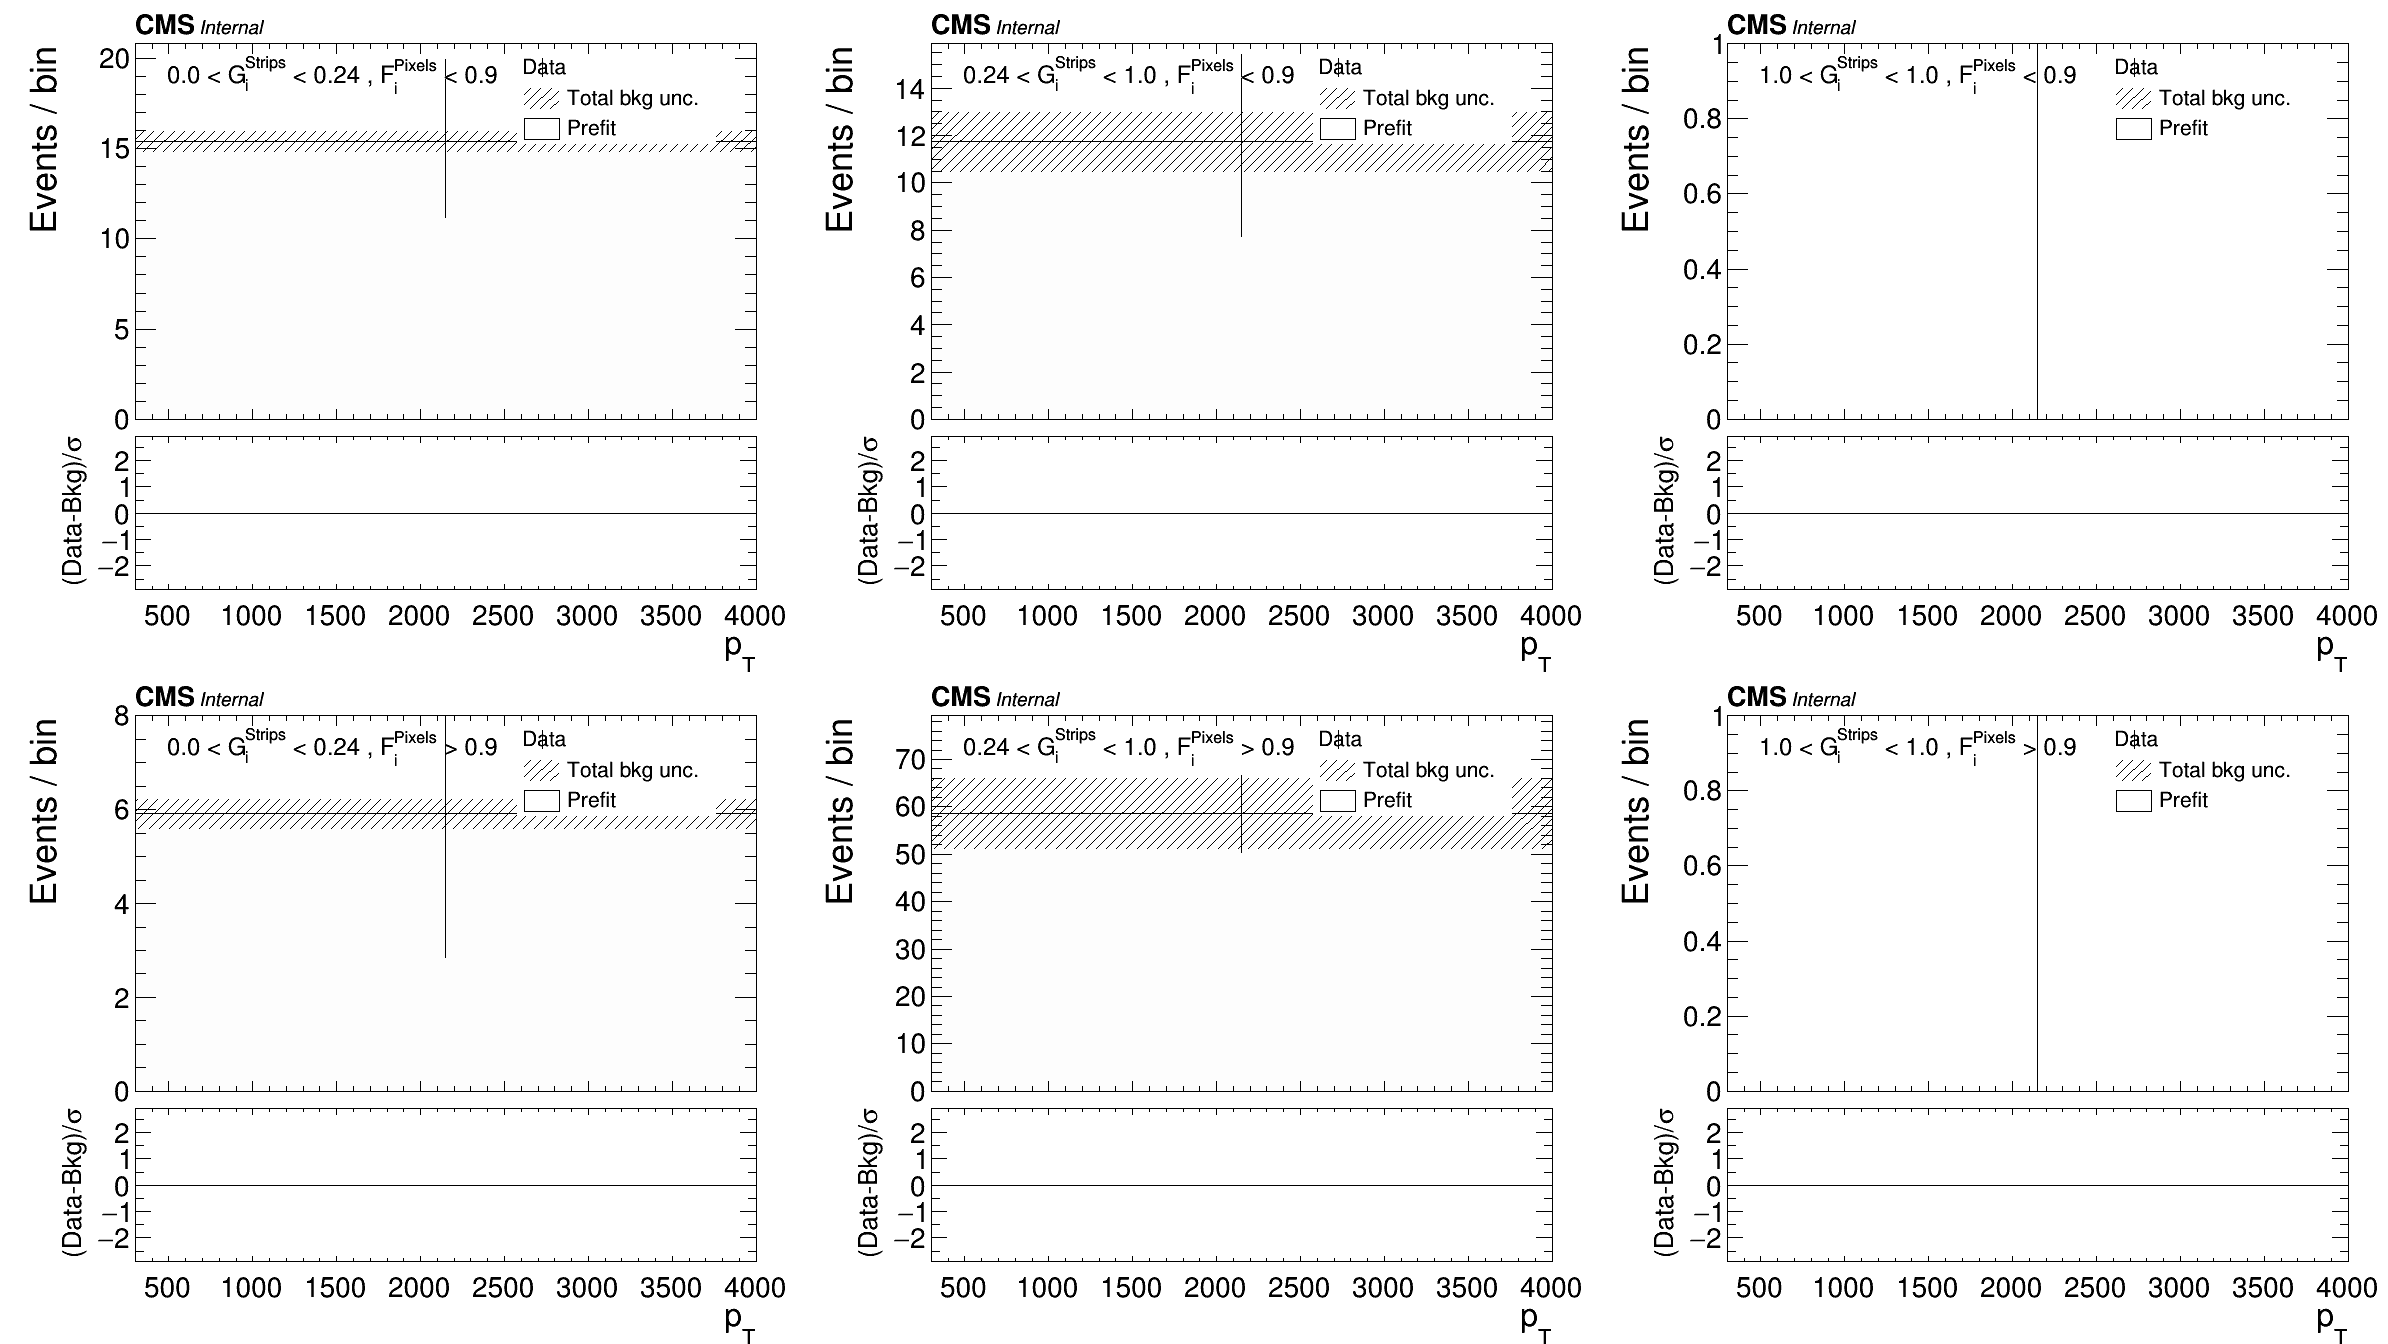 CMS Internal
Events / bin
20
15
10
5
0
0.0 < G_i^Strips < 0.24 , F_i^Pixels < 0.9
Data
Total bkg unc.
Prefit
(Data-Bkg)/σ
2
1
0
−1
−2
500 1000 1500 2000 2500 3000 3500 4000
p_T
CMS Internal
Events / bin
14
12
10
8
6
4
2
0
0.24 < G_i^Strips < 1.0 , F_i^Pixels < 0.9
Data
Total bkg unc.
Prefit
(Data-Bkg)/σ
2
1
0
−1
−2
500 1000 1500 2000 2500 3000 3500 4000
p_T
CMS Internal
Events / bin
1
0.8
0.6
0.4
0.2
0
1.0 < G_i^Strips < 1.0 , F_i^Pixels < 0.9
Data
Total bkg unc.
Prefit
(Data-Bkg)/σ
2
1
0
−1
−2
500 1000 1500 2000 2500 3000 3500 4000
p_T
CMS Internal
Events / bin
8
6
4
2
0
0.0 < G_i^Strips < 0.24 , F_i^Pixels > 0.9
Data
Total bkg unc.
Prefit
(Data-Bkg)/σ
2
1
0
−1
−2
500 1000 1500 2000 2500 3000 3500 4000
p_T
CMS Internal
Events / bin
70
60
50
40
30
20
10
0
0.24 < G_i^Strips < 1.0 , F_i^Pixels > 0.9
Data
Total bkg unc.
Prefit
(Data-Bkg)/σ
2
1
0
−1
−2
500 1000 1500 2000 2500 3000 3500 4000
p_T
CMS Internal
Events / bin
1
0.8
0.6
0.4
0.2
0
1.0 < G_i^Strips < 1.0 , F_i^Pixels > 0.9
Data
Total bkg unc.
Prefit
(Data-Bkg)/σ
2
1
0
−1
−2
500 1000 1500 2000 2500 3000 3500 4000
p_T